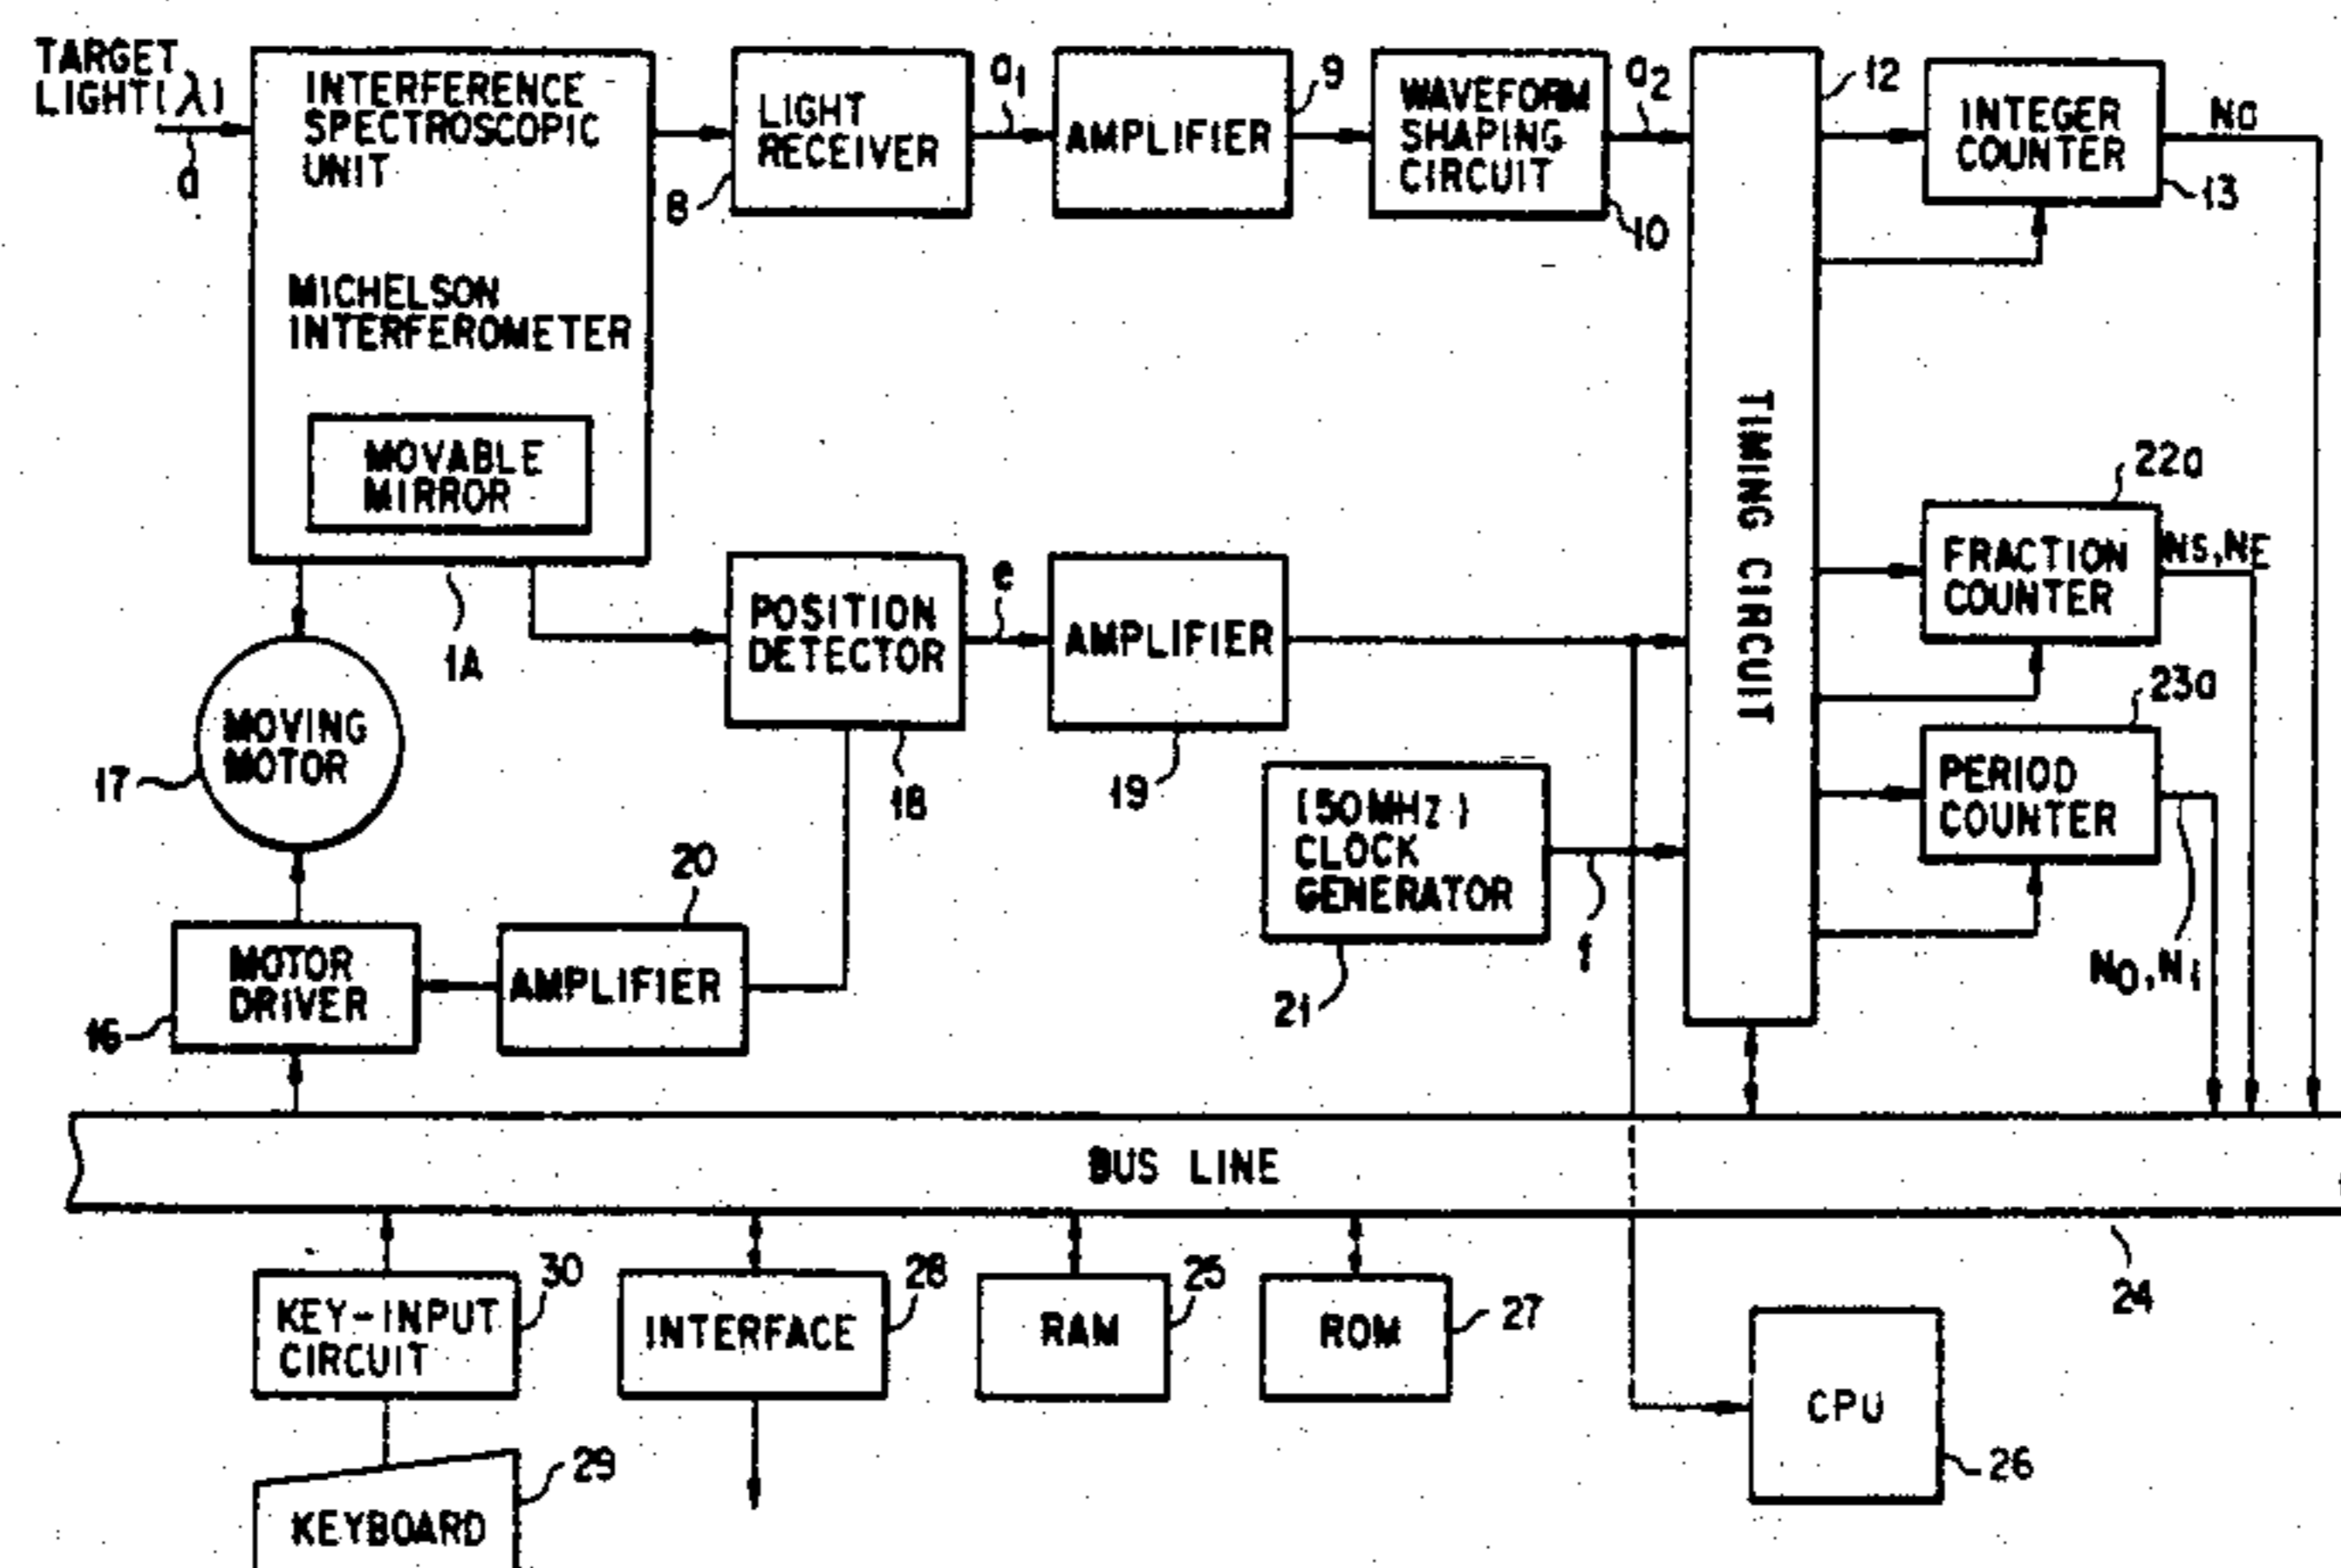 TARGET
LIGHT(λ)
a
INTERFERENCE
SPECTROSCOPIC
UNIT
MICHELSON
INTERFEROMETER
MOVABLE
MIRROR
1A
LIGHT
RECEIVER
8
a1
AMPLIFIER
9
WAVEFORM
SHAPING
CIRCUIT
10
a2
TIMING CIRCUIT
12
INTEGER
COUNTER
13
Na
FRACTION
COUNTER
22a
NS,NE
PERIOD
COUNTER
23a
N0,N1
POSITION
DETECTOR
18
e
AMPLIFIER
19
(50MHz)
CLOCK
GENERATOR
21
f
MOVING
MOTOR
17
MOTOR
DRIVER
16
AMPLIFIER
20
BUS LINE
24
KEY-INPUT
CIRCUIT
30
INTERFACE
28
RAM
25
ROM
27
CPU
26
KEYBOARD
29